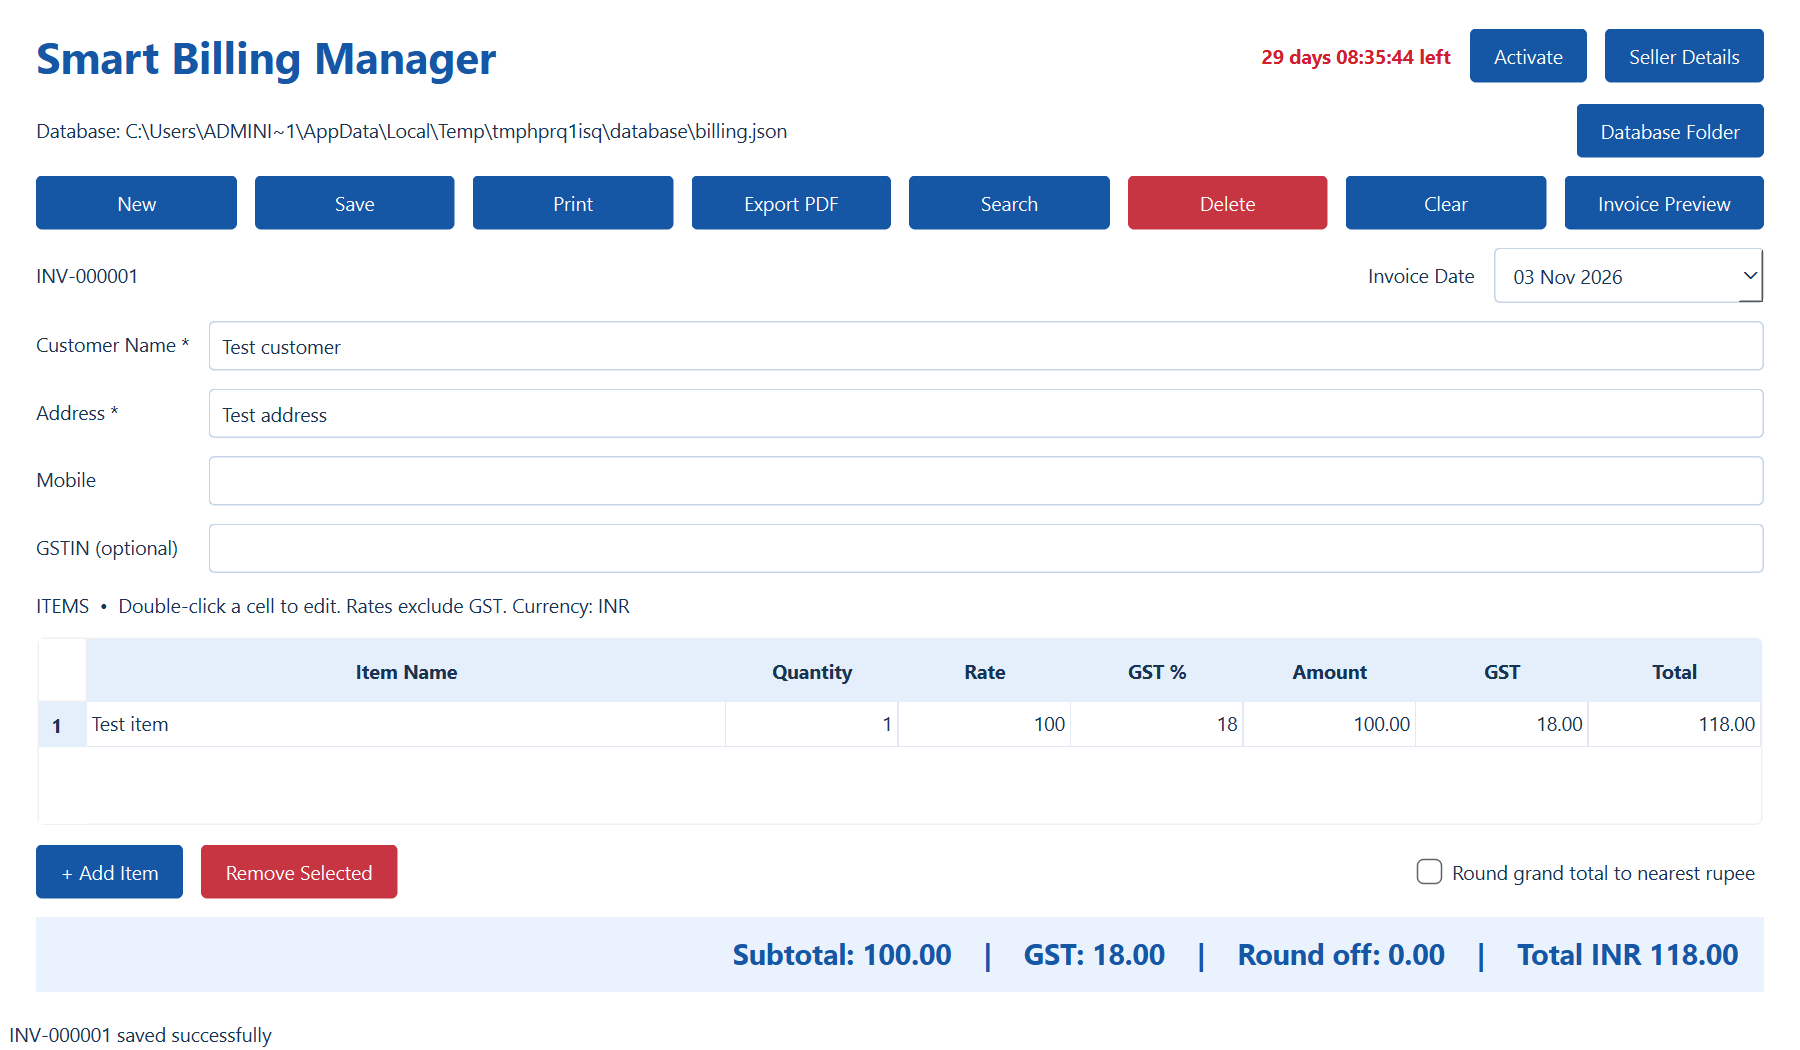 Smart Billing Manager
29 days 08:35:44 left
Activate
Seller Details
Database: C:\Users\ADMINI~1\AppData\Local\Temp\tmphprq1isq\database\billing.json
Database Folder
New
Save
Print
Export PDF
Search
Delete
Clear
Invoice Preview
INV-000001
Invoice Date
03 Nov 2026
Customer Name *
Test customer
Address *
Test address
Mobile
GSTIN (optional)
ITEMS • Double-click a cell to edit. Rates exclude GST. Currency: INR
Item Name Quantity Rate GST % Amount GST Total
1 Test item 1 100 18 100.00 18.00 118.00
+ Add Item
Remove Selected
Round grand total to nearest rupee
Subtotal: 100.00 | GST: 18.00 | Round off: 0.00 | Total INR 118.00
INV-000001 saved successfully